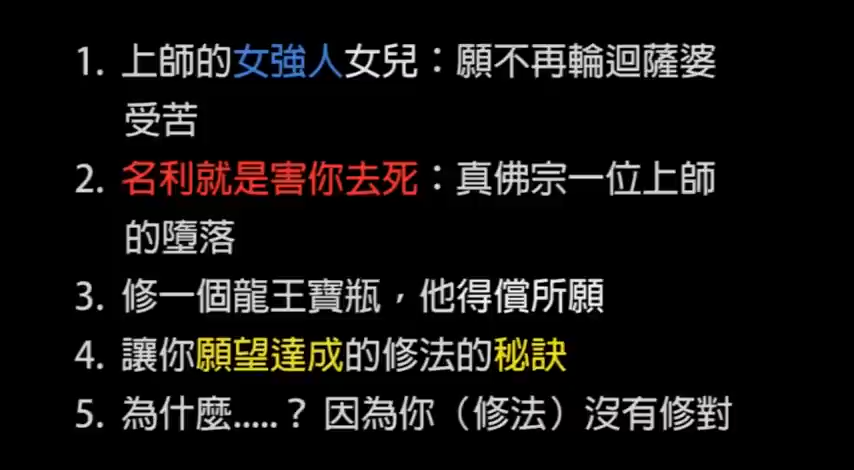 1. 上師的女強人女兒：願不再輪迴薩婆
受苦
2. 名利就是害你去死：真佛宗一位上師
的墮落
3. 修一個龍王寶瓶，他得償所願
4. 讓你願望達成的修法的秘訣
5. 為什麼.....？ 因為你（修法）沒有修對